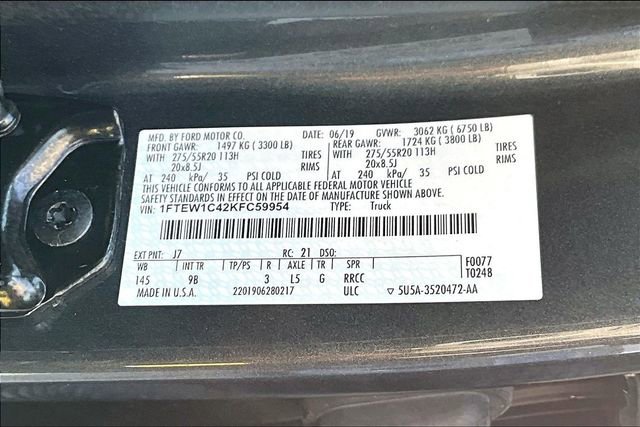 MFD. BY FORD MOTOR CO. DATE: 06/19 GVWR: 3062 KG ( 6750 LB)
FRONT GAWR: 1497 KG ( 3300 LB) REAR GAWR: 1724 KG ( 3800 LB)
WITH 275/55R20 113H TIRES WITH 275/55R20 113H TIRES
20x8.5J RIMS 20x8.5J RIMS
AT 240 kPa/ 35 PSI COLD AT 240 kPa/ 35 PSI COLD
THIS VEHICLE CONFORMS TO ALL APPLICABLE FEDERAL MOTOR VEHICLE
SAFETY AND THEFT PREVENTION STANDARDS IN EFFECT ON THE DATE OF MANUFACTURE SHOWN ABOVE.
VIN: 1FTEW1C42KFC59954 TYPE: Truck
EXT PNT: J7 RC: 21 DSO: F0077
WB INT TR TP/PS R AXLE TR SPR T0248
145 9B 3 L5 G RRCC
MADE IN U.S.A. 2201906280217 ULC ▽ 5U5A-3520472-AA